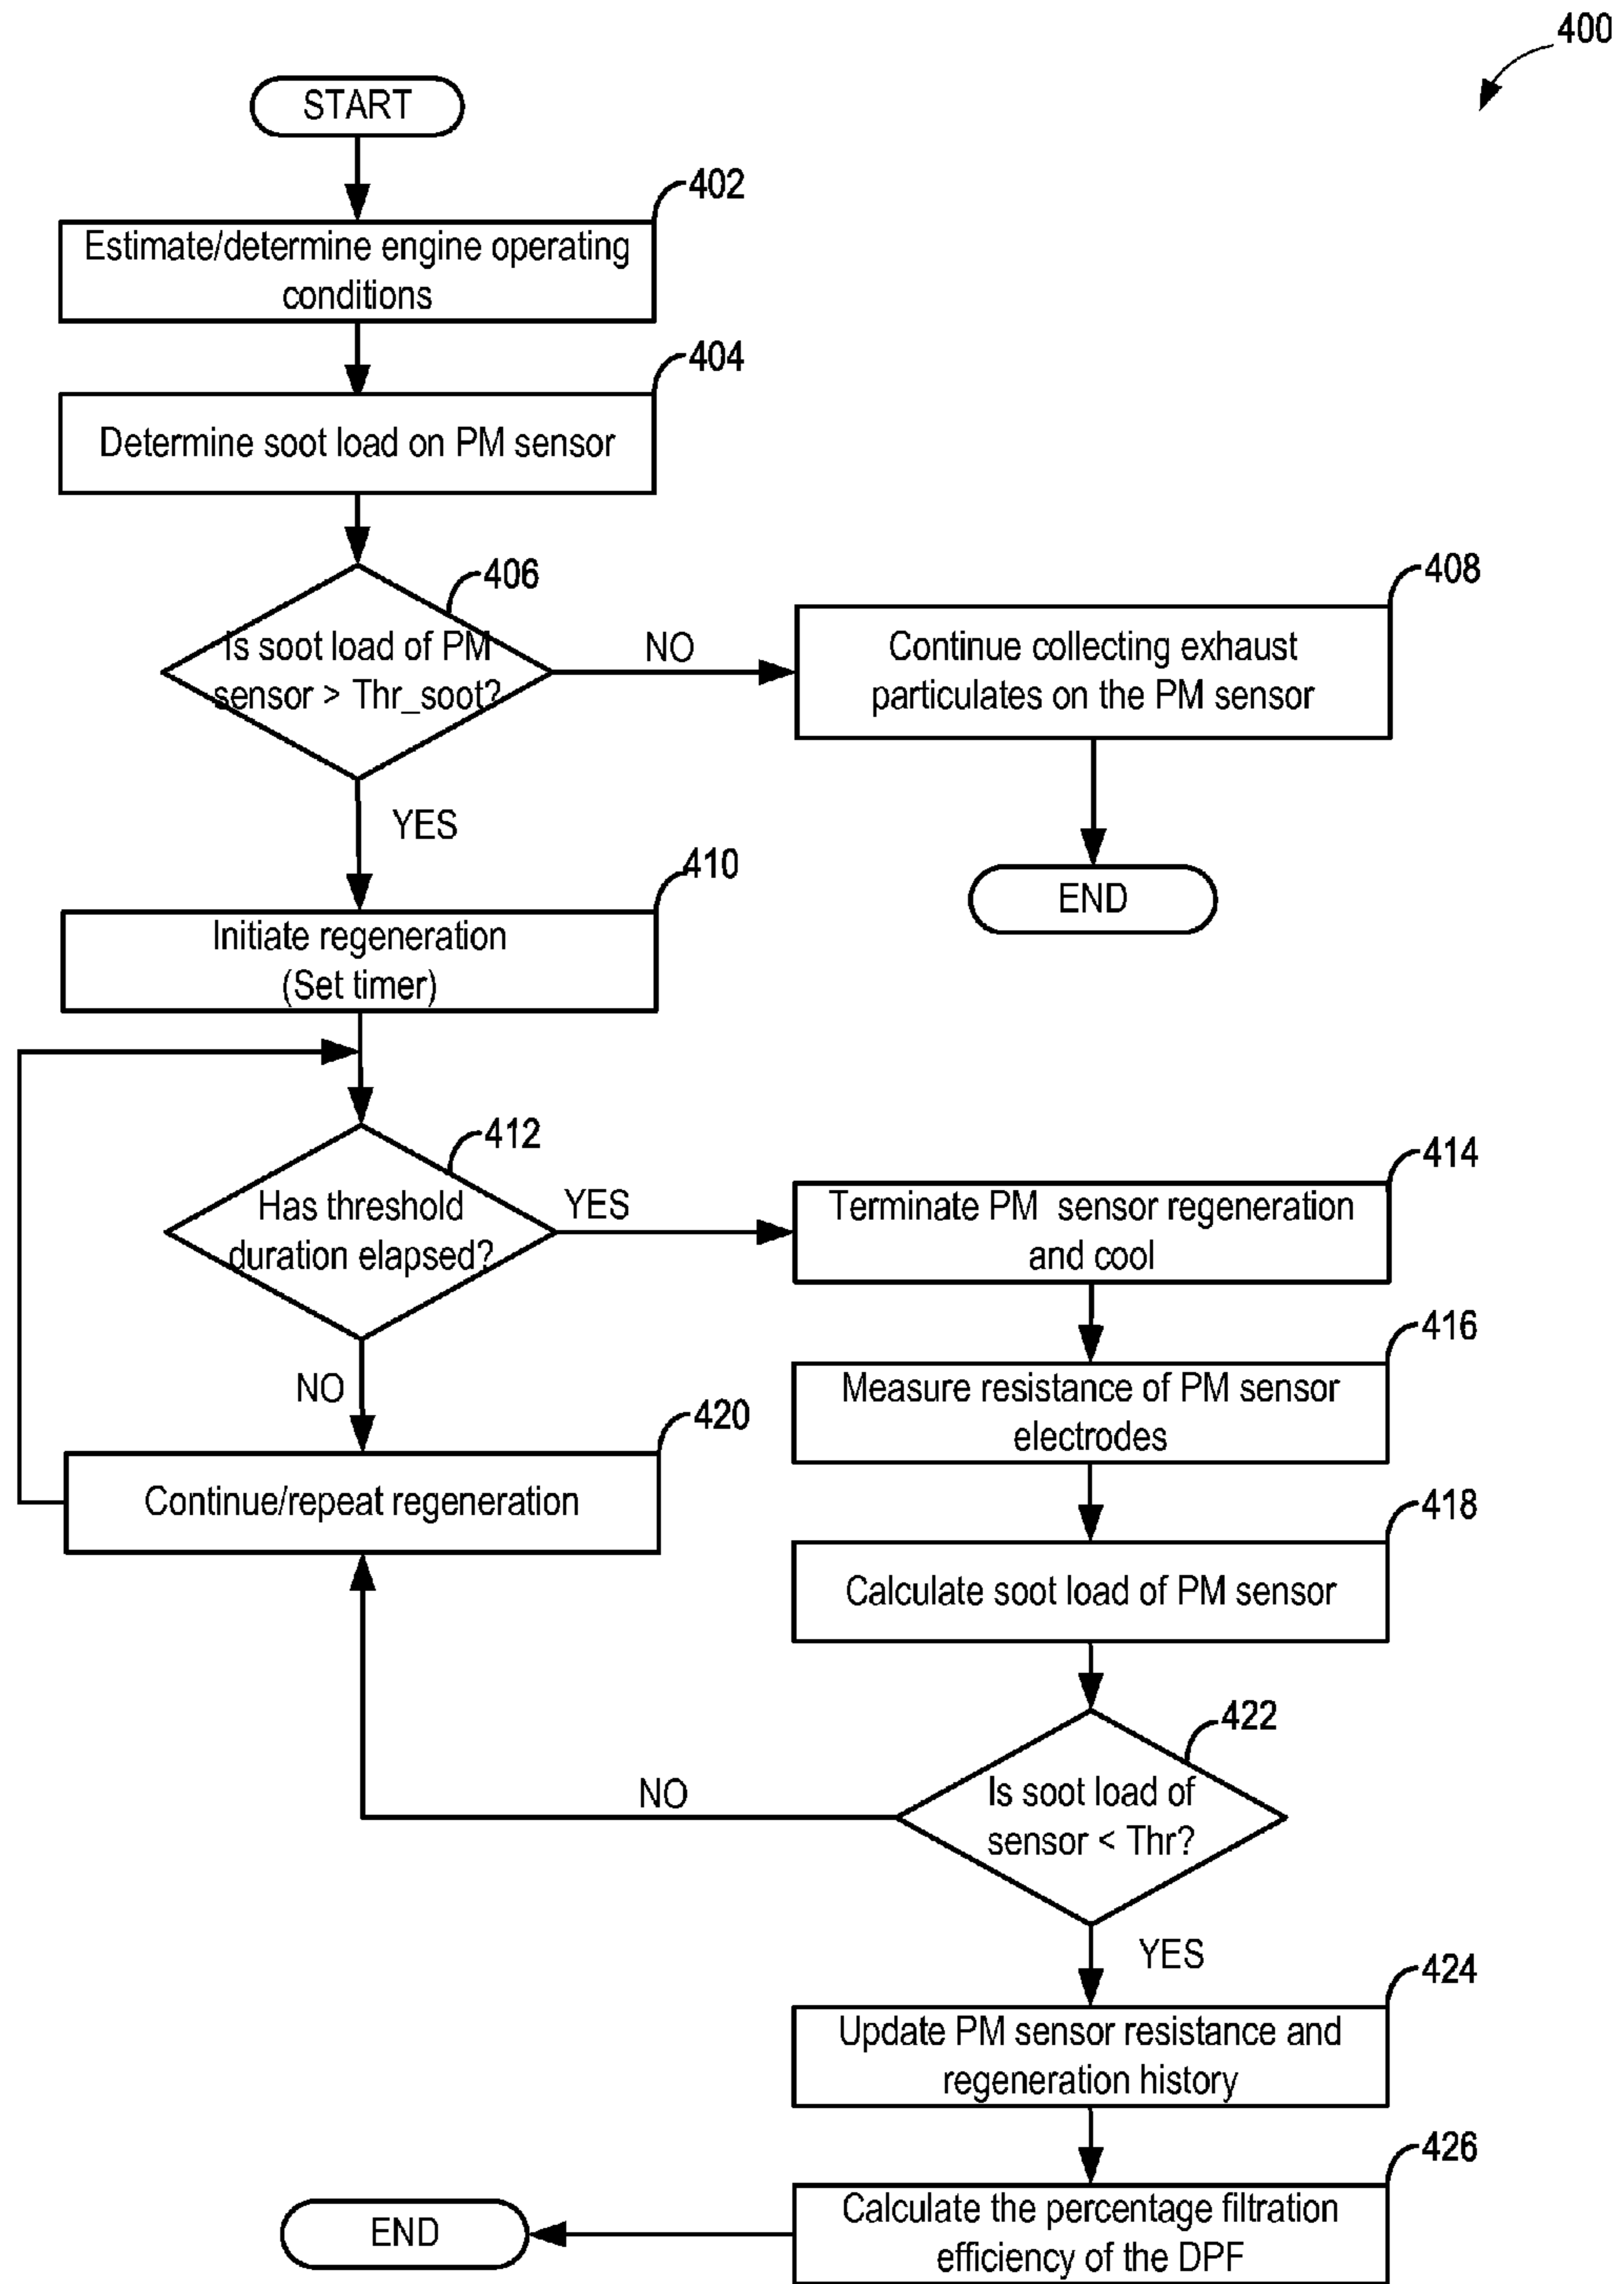 400
START
402
Estimate/determine engine operating
conditions
404
Determine soot load on PM sensor
406
Is soot load of PM
sensor > Thr_soot?
NO
408
Continue collecting exhaust
particulates on the PM sensor
END
YES
410
Initiate regeneration
(Set timer)
412
Has threshold
duration elapsed?
YES
414
Terminate PM sensor regeneration
and cool
416
Measure resistance of PM sensor
electrodes
NO
420
Continue/repeat regeneration
418
Calculate soot load of PM sensor
422
Is soot load of
sensor < Thr?
NO
YES
424
Update PM sensor resistance and
regeneration history
426
Calculate the percentage filtration
efficiency of the DPF
END